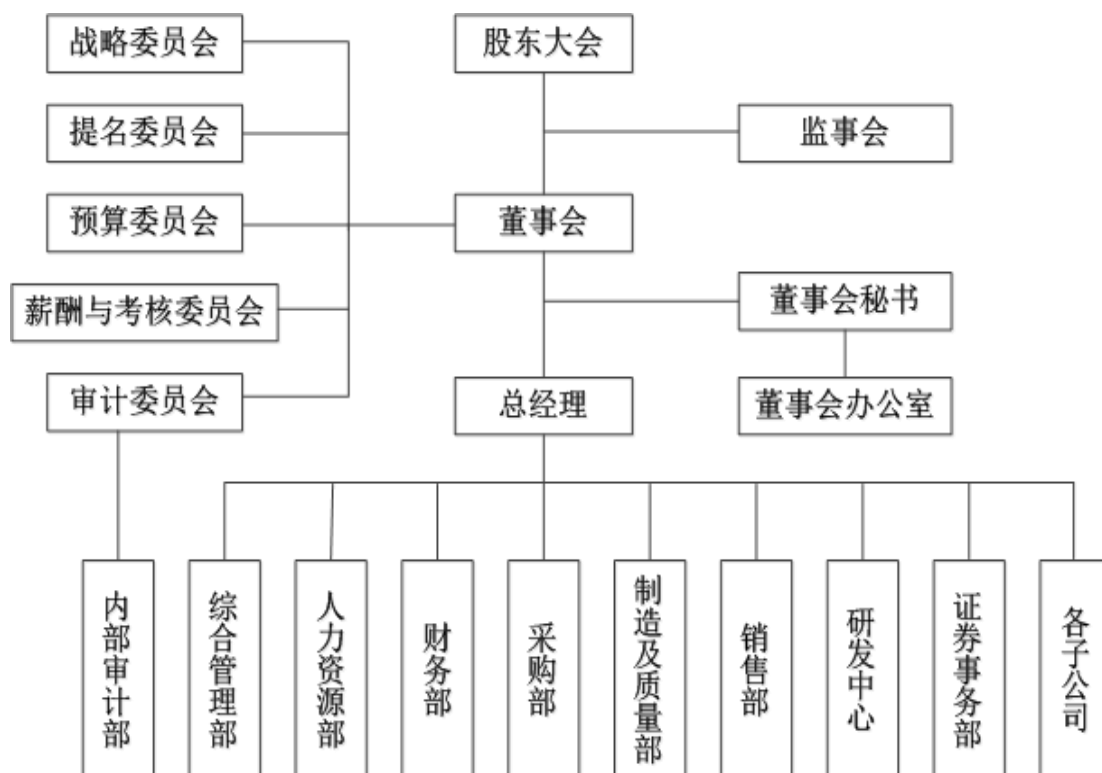 战略委员会
股东大会
提名委员会
监事会
预算委员会
董事会
薪酬与考核委员会
董事会秘书
审计委员会
总经理
董事会办公室
内部审计部
综合管理部
人力资源部
财务部
采购部
制造及质量部
销售部
研发中心
证券事务部
各子公司